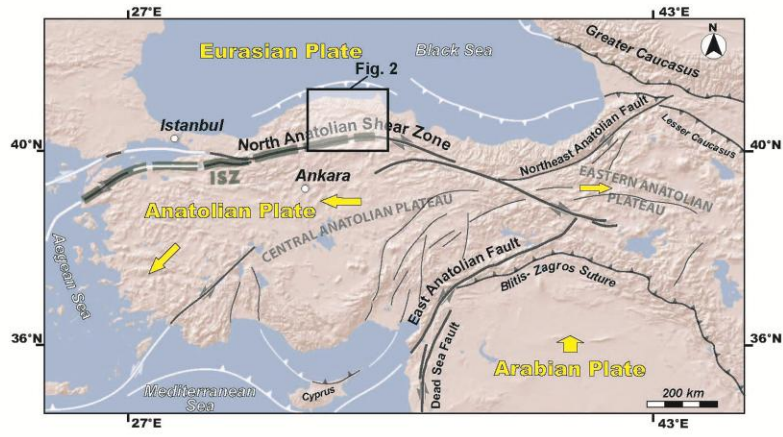 27°E
43°E
Eurasian Plate
Black Sea
Greater Caucasus
N
Fig. 2
Istanbul
North Anatolian Shear Zone
Northeast Anatolian Fault
Lesser Caucasus
40°N
40°N
ISZ
Ankara
EASTERN ANATOLIAN
PLATEAU
Anatolian Plate
CENTRAL ANATOLIAN PLATEAU
Aegean Sea
East Anatolian Fault
Blitis- Zagros Suture
36°N
36°N
Dead Sea Fault
Arabian Plate
Mediterranean
Sea
Cyprus
200 km
27°E
43°E